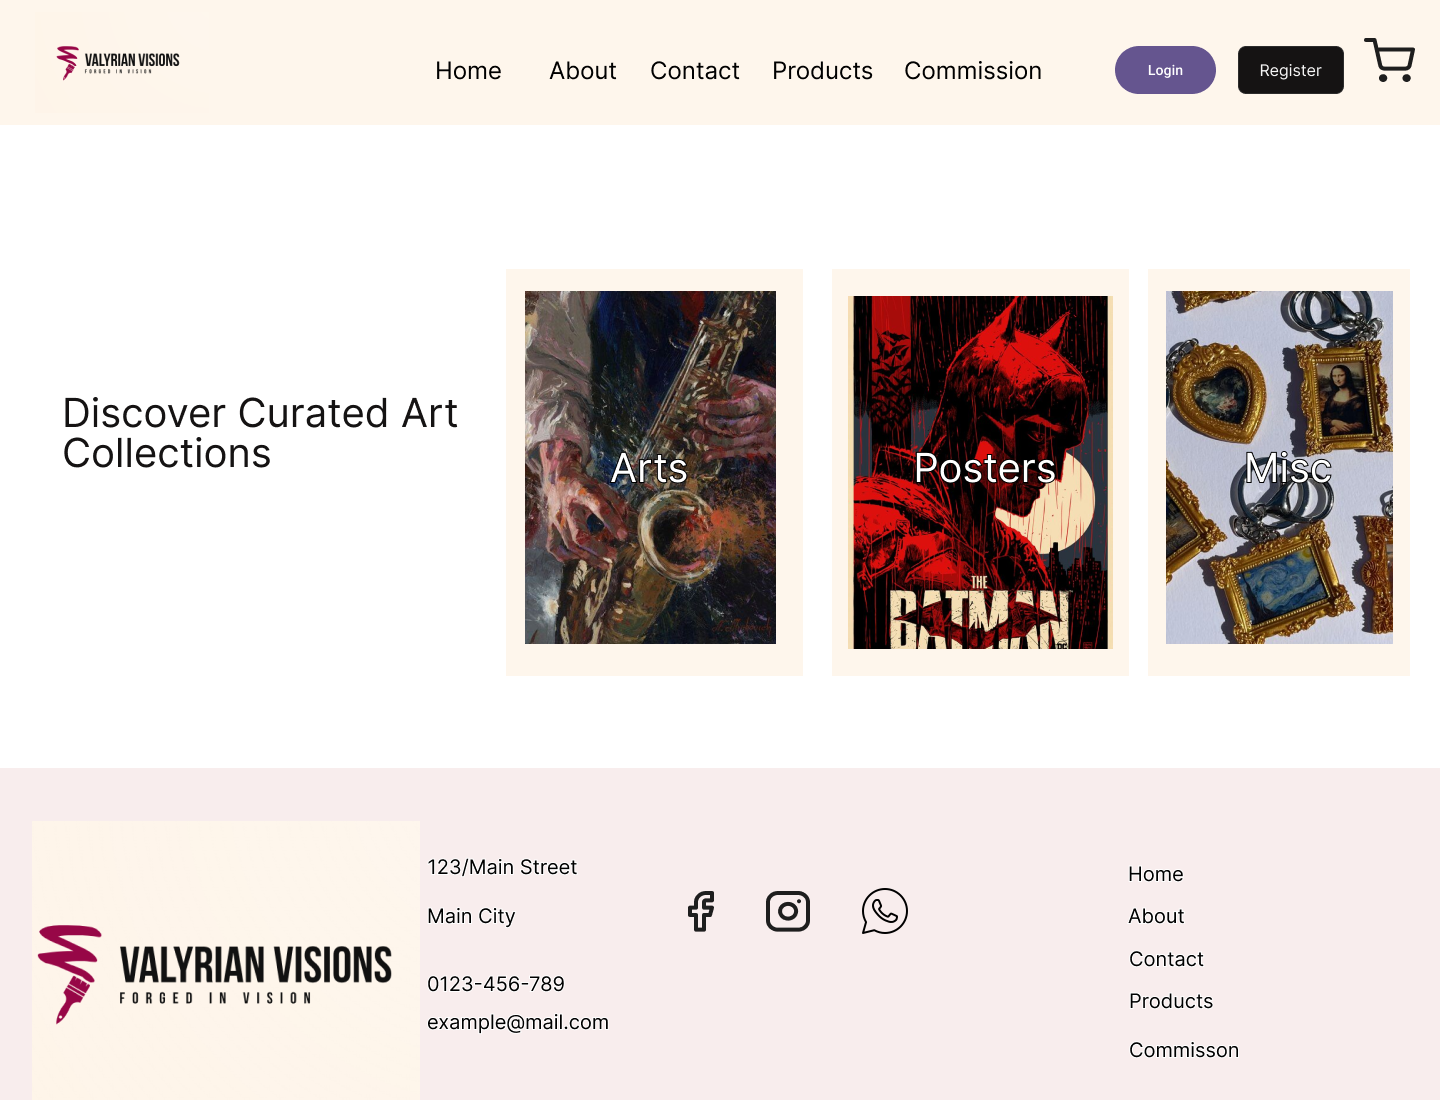 VALYRIAN VISIONS
FORGED IN VISION
Home
About
Contact
Products
Commission
Login
Register
Discover Curated Art
Collections
Arts
Posters
THE
BATMAN
Misc
VALYRIAN VISIONS
FORGED IN VISION
123/Main Street
Main City
0123-456-789
example@mail.com
Home
About
Contact
Products
Commisson